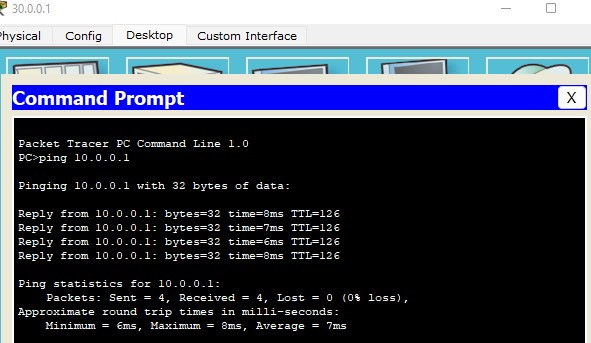 30.0.0.1
Physical Config Desktop Custom Interface
Command Prompt X
Packet Tracer PC Command Line 1.0
PC>ping 10.0.0.1
Pinging 10.0.0.1 with 32 bytes of data:
Reply from 10.0.0.1: bytes=32 time=8ms TTL=126
Reply from 10.0.0.1: bytes=32 time=7ms TTL=126
Reply from 10.0.0.1: bytes=32 time=6ms TTL=126
Reply from 10.0.0.1: bytes=32 time=8ms TTL=126
Ping statistics for 10.0.0.1:
Packets: Sent = 4, Received = 4, Lost = 0 (0% loss),
Approximate round trip times in milli-seconds:
Minimum = 6ms, Maximum = 8ms, Average = 7ms